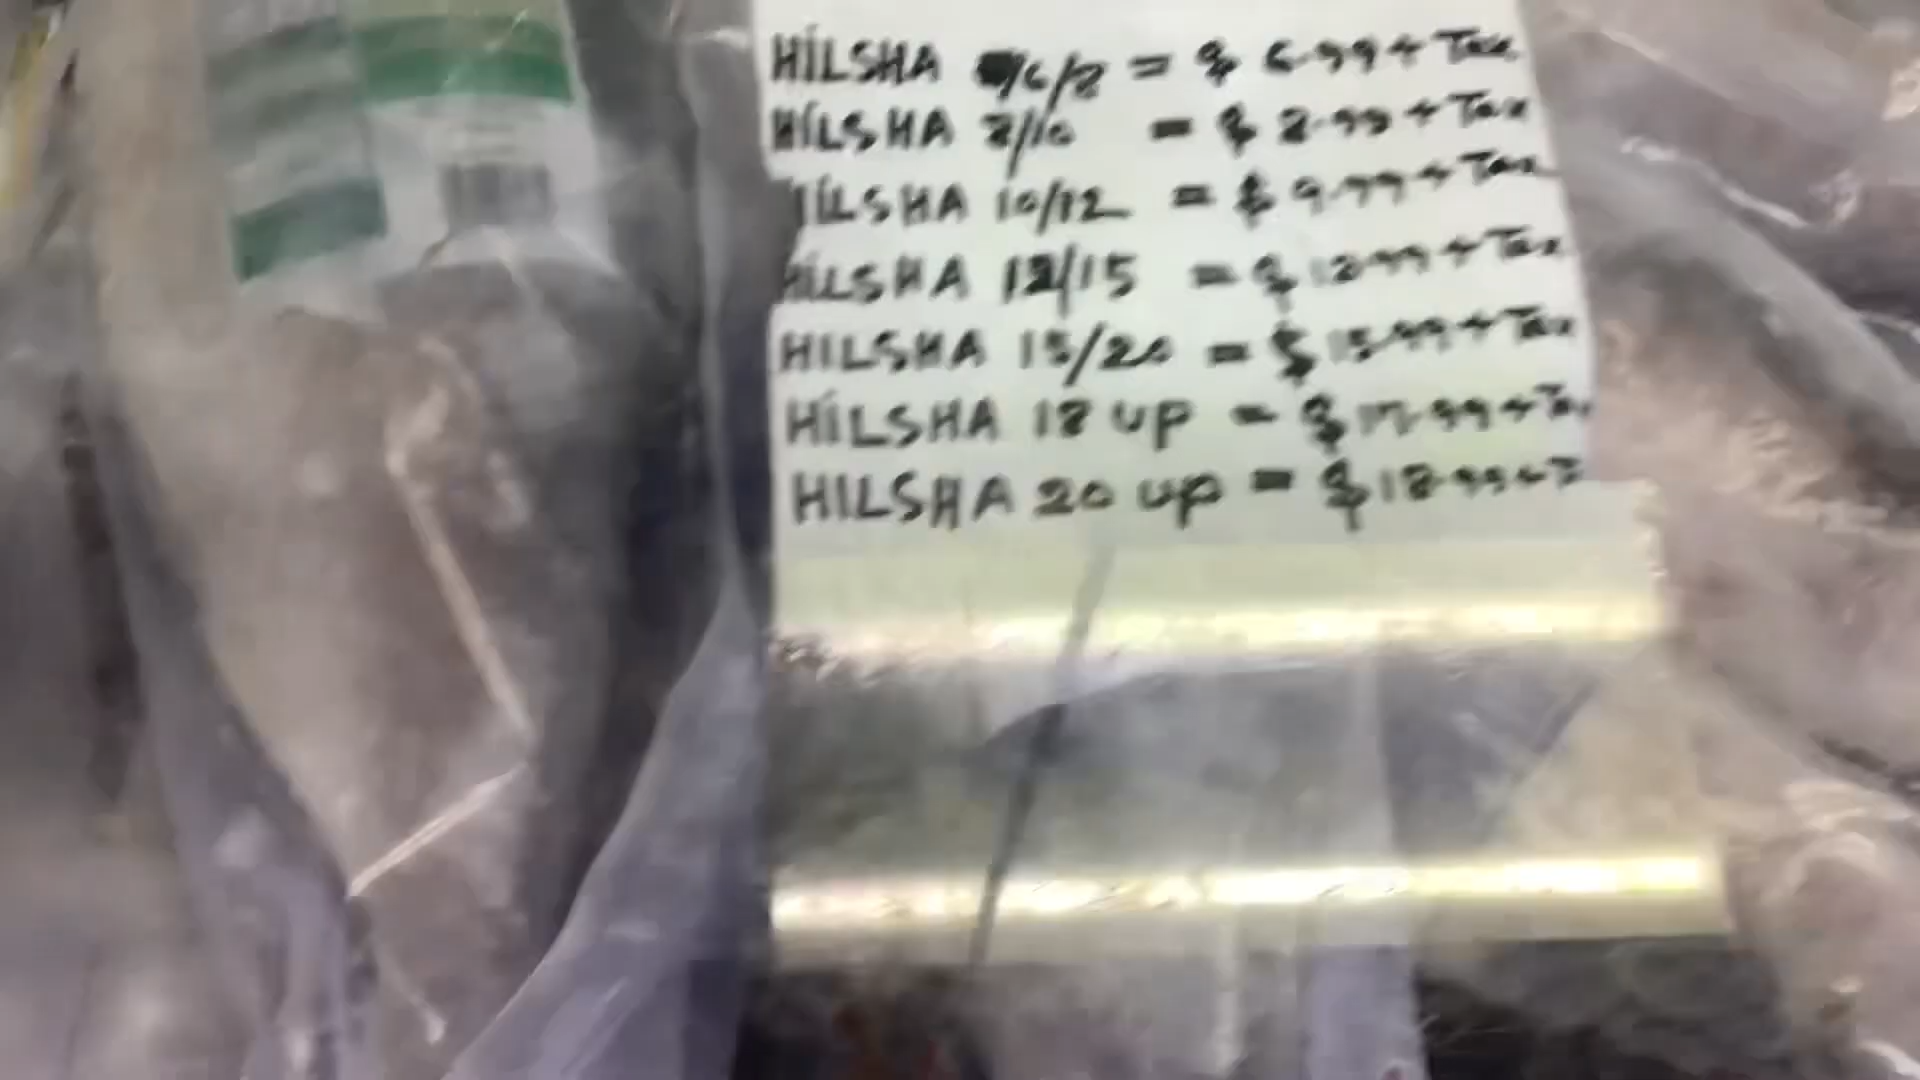 HILSHA 6/8 = $ 6.99 + Tax
HILSHA 8/10 = $ 8.99 + Tax
HILSHA 10/12 = $ 9.99 + Tax
HILSHA 12/15 = $ 12.99 + Tax
HILSHA 15/20 = $ 15.99 + Tax
HILSHA 18 UP = $ 17.99 + Ta
HILSHA 20 UP = $ 18.99 + T